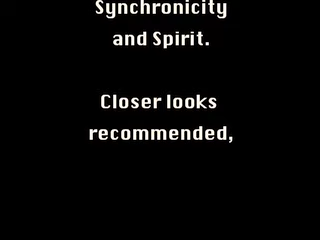 Synchronicity
and Spirit.
Closer looks
recommended,